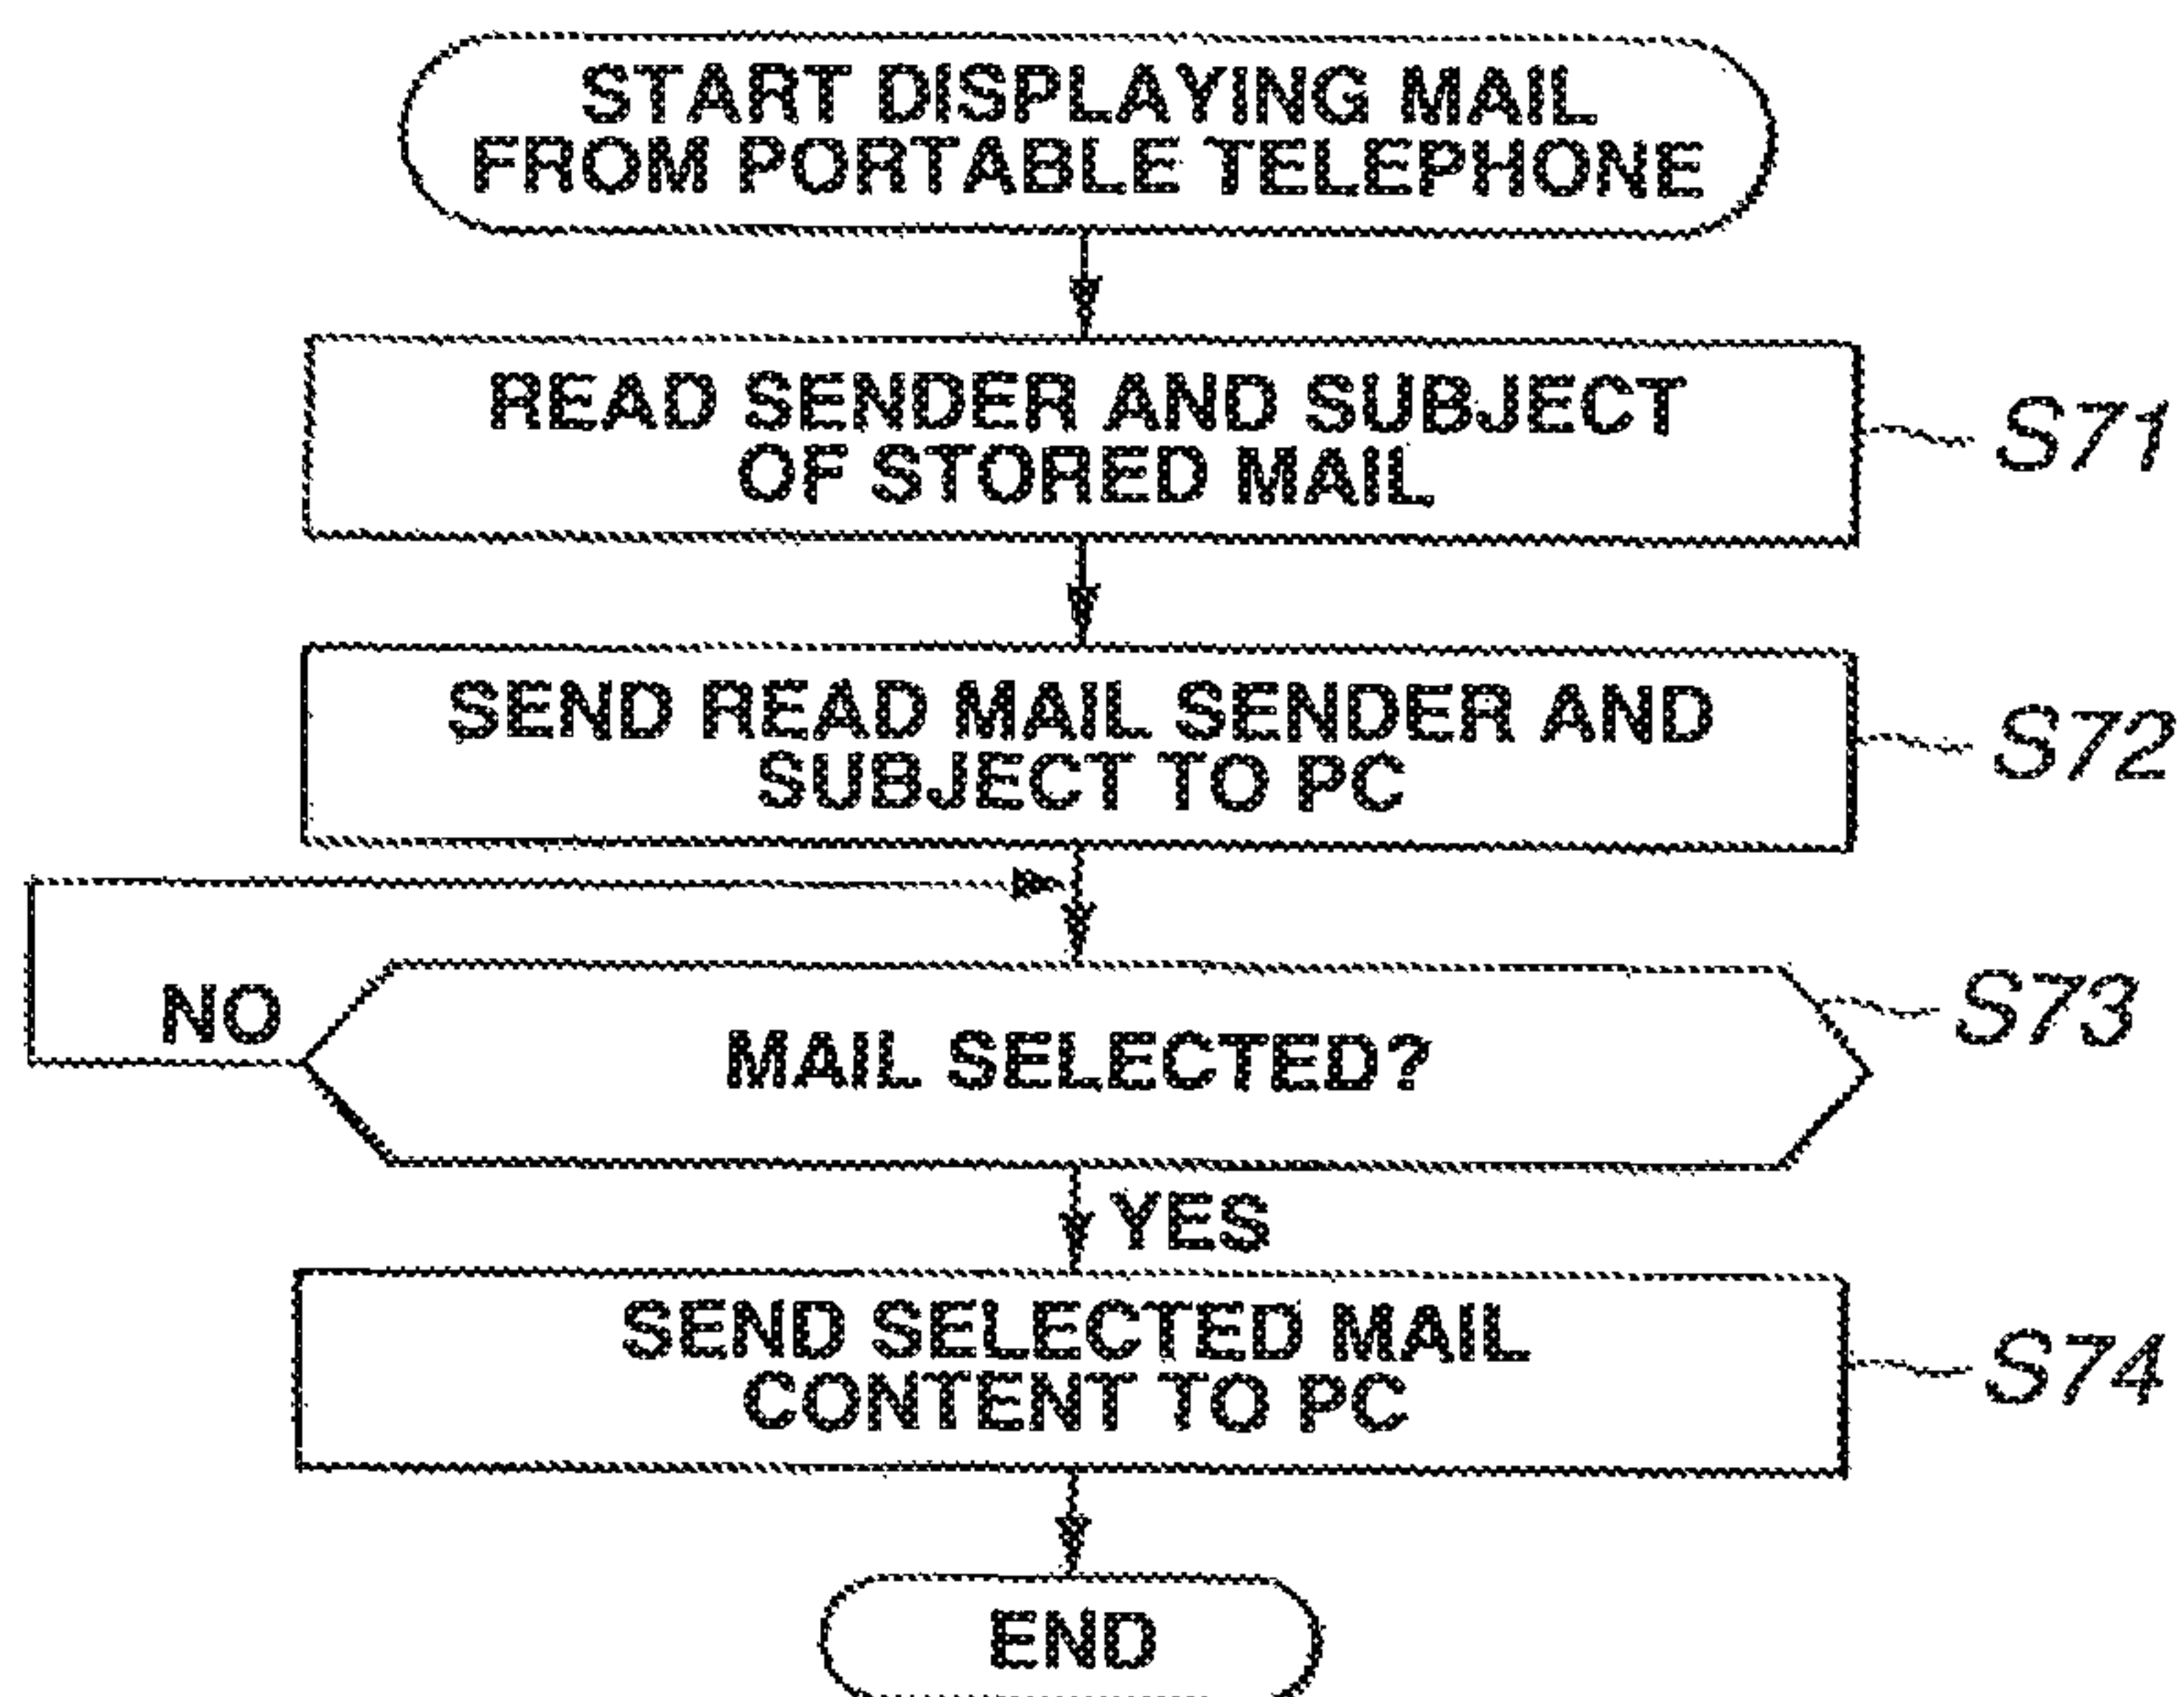 START DISPLAYING MAIL
FROM PORTABLE TELEPHONE
READ SENDER AND SUBJECT
OF STORED MAIL
S71
SEND READ MAIL SENDER AND
SUBJECT TO PC
S72
NO
MAIL SELECTED?
S73
YES
SEND SELECTED MAIL
CONTENT TO PC
S74
END